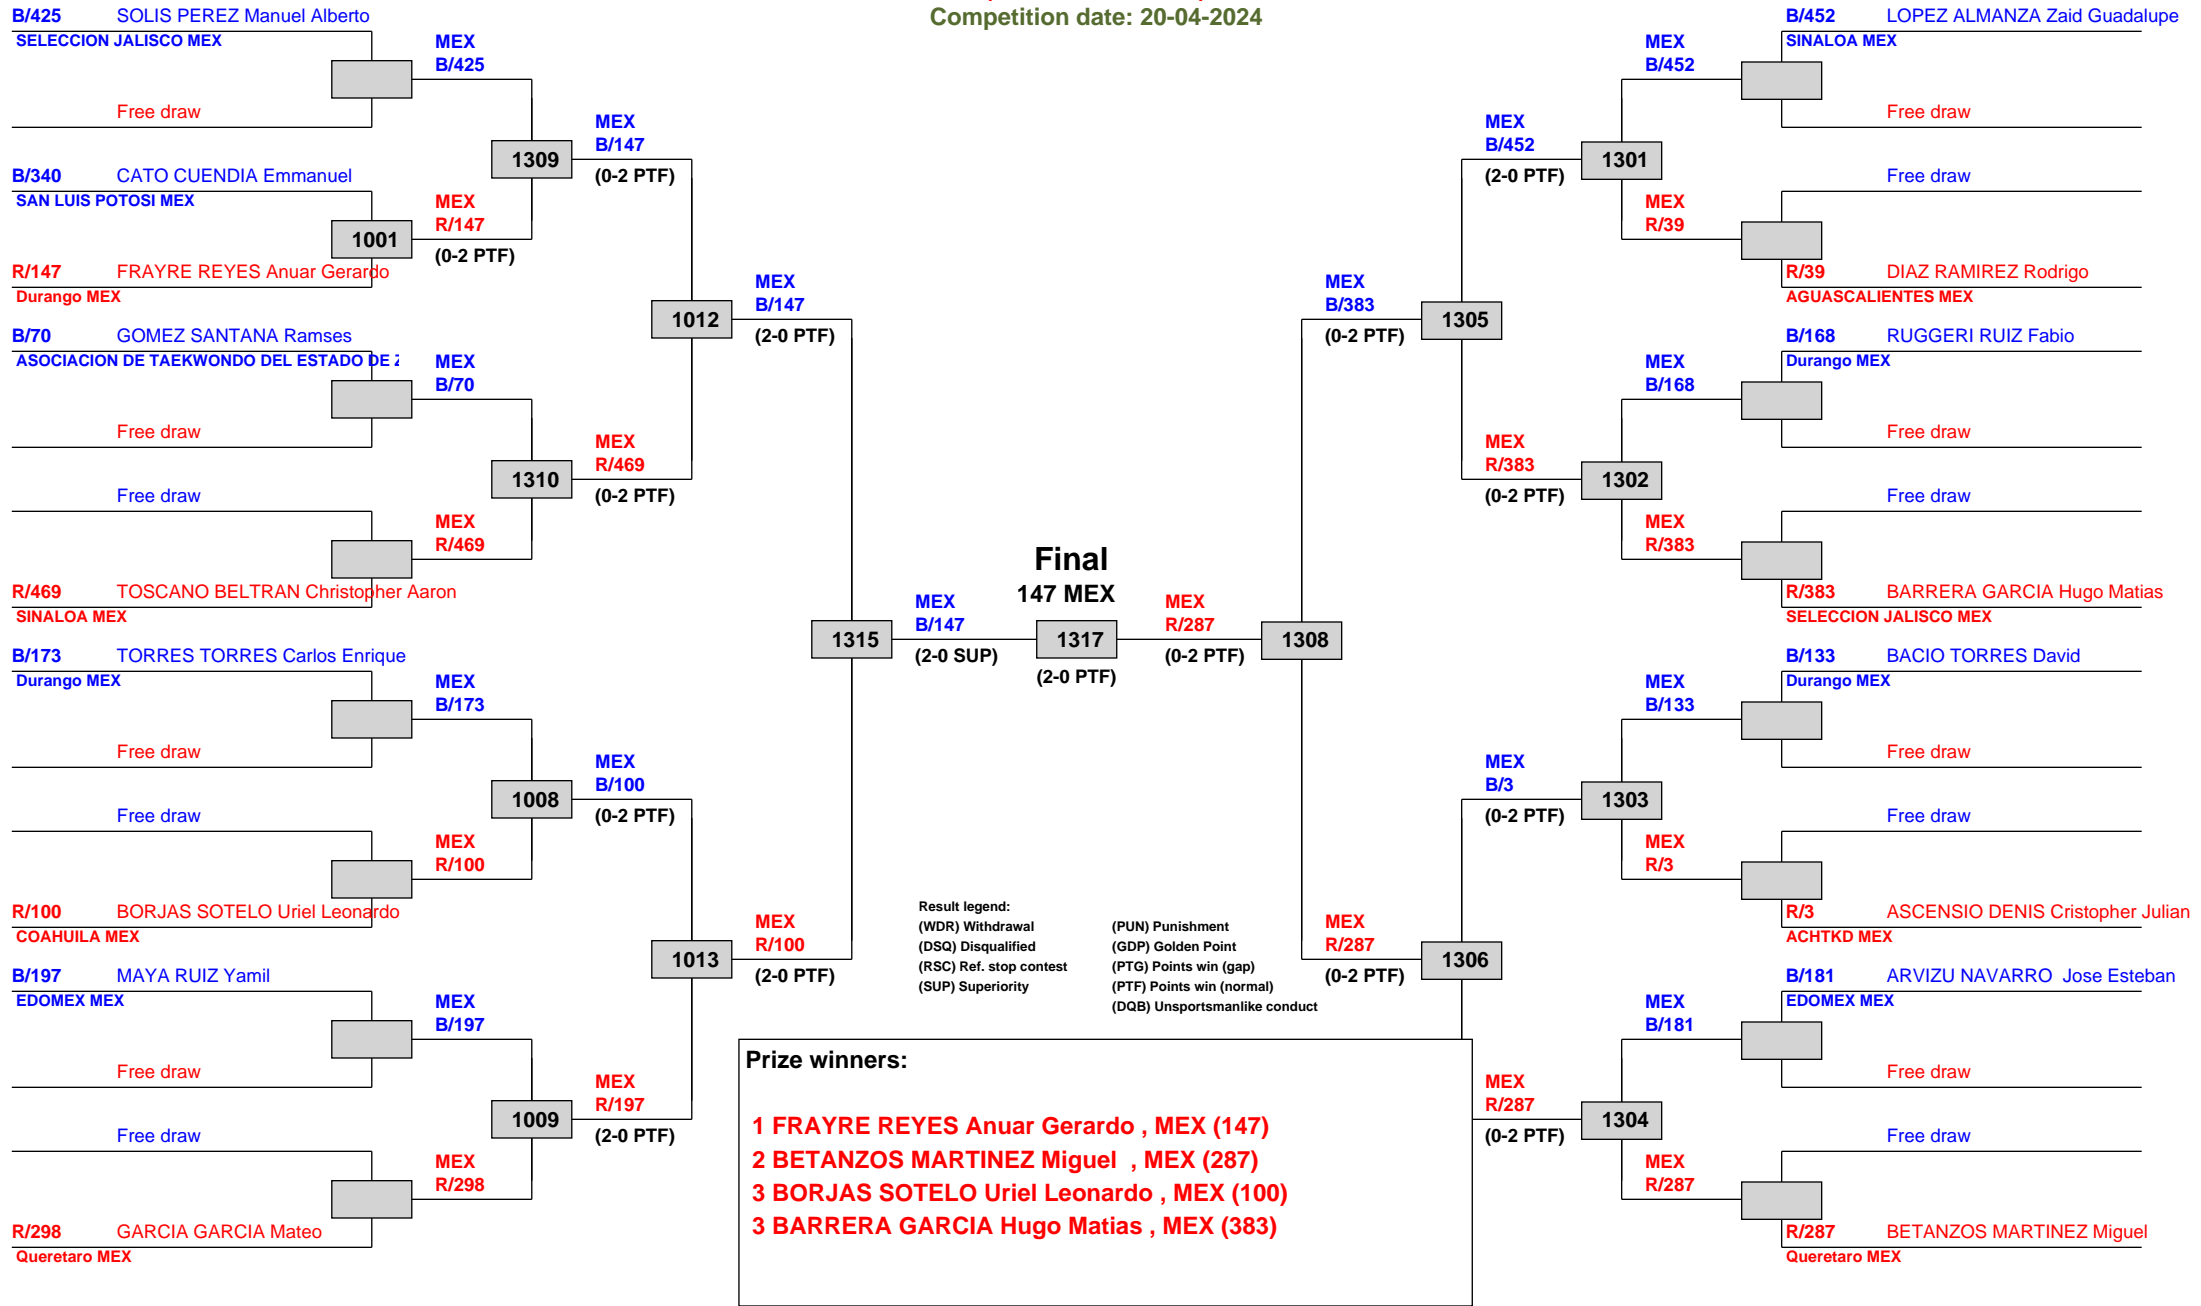 Competition date: 20-04-2024
B/425 SOLIS PEREZ Manuel Alberto
SELECCION JALISCO MEX
Free draw
B/340 CATO CUENDIA Emmanuel
SAN LUIS POTOSI MEX
R/147 FRAYRE REYES Anuar Gerardo
Durango MEX
B/70 GOMEZ SANTANA Ramses
ASOCIACION DE TAEKWONDO DEL ESTADO DE
Free draw
Free draw
R/469 TOSCANO BELTRAN Christopher Aaron
SINALOA MEX
B/173 TORRES TORRES Carlos Enrique
Durango MEX
Free draw
Free draw
R/100 BORJAS SOTELO Uriel Leonardo
COAHUILA MEX
B/197 MAYA RUIZ Yamil
EDOMEX MEX
Free draw
Free draw
R/298 GARCIA GARCIA Mateo
Queretaro MEX
MEX
B/425
1001
MEX
R/147
(0-2 PTF)
MEX
B/70
MEX
R/469
MEX
B/173
MEX
R/100
MEX
B/197
MEX
R/298
1309
MEX
B/147
(0-2 PTF)
1310
MEX
R/469
(0-2 PTF)
1008
MEX
B/100
(0-2 PTF)
1009
MEX
R/197
(2-0 PTF)
1012
MEX
B/147
(2-0 PTF)
1013
MEX
R/100
(2-0 PTF)
1315
MEX
B/147
(2-0 SUP)
Final
147 MEX
1317
(2-0 PTF)
MEX
R/287
(0-2 PTF)
1308
MEX
B/383
(0-2 PTF)
1305
MEX
R/287
(0-2 PTF)
1306
MEX
B/452
(2-0 PTF)
1301
MEX
R/383
(0-2 PTF)
1302
MEX
B/3
(0-2 PTF)
1303
MEX
R/287
(0-2 PTF)
1304
MEX
B/452
MEX
R/39
MEX
B/168
MEX
R/383
MEX
B/133
MEX
R/3
MEX
B/181
MEX
R/287
B/452 LOPEZ ALMANZA Zaid Guadalupe
SINALOA MEX
Free draw
Free draw
R/39 DIAZ RAMIREZ Rodrigo
AGUASCALIENTES MEX
B/168 RUGGERI RUIZ Fabio
Durango MEX
Free draw
Free draw
R/383 BARRERA GARCIA Hugo Matias
SELECCION JALISCO MEX
B/133 BACIO TORRES David
Durango MEX
Free draw
Free draw
R/3 ASCENSIO DENIS Cristopher Julian
ACHTKD MEX
B/181 ARVIZU NAVARRO  Jose Esteban
EDOMEX MEX
Free draw
Free draw
R/287 BETANZOS MARTINEZ Miguel
Queretaro MEX
Result legend:
(WDR) Withdrawal
(DSQ) Disqualified
(RSC) Ref. stop contest
(SUP) Superiority
(PUN) Punishment
(GDP) Golden Point
(PTG) Points win (gap)
(PTF) Points win (normal)
(DQB) Unsportsmanlike conduct
Prize winners:
1 FRAYRE REYES Anuar Gerardo , MEX (147)
2 BETANZOS MARTINEZ Miguel  , MEX (287)
3 BORJAS SOTELO Uriel Leonardo , MEX (100)
3 BARRERA GARCIA Hugo Matias , MEX (383)